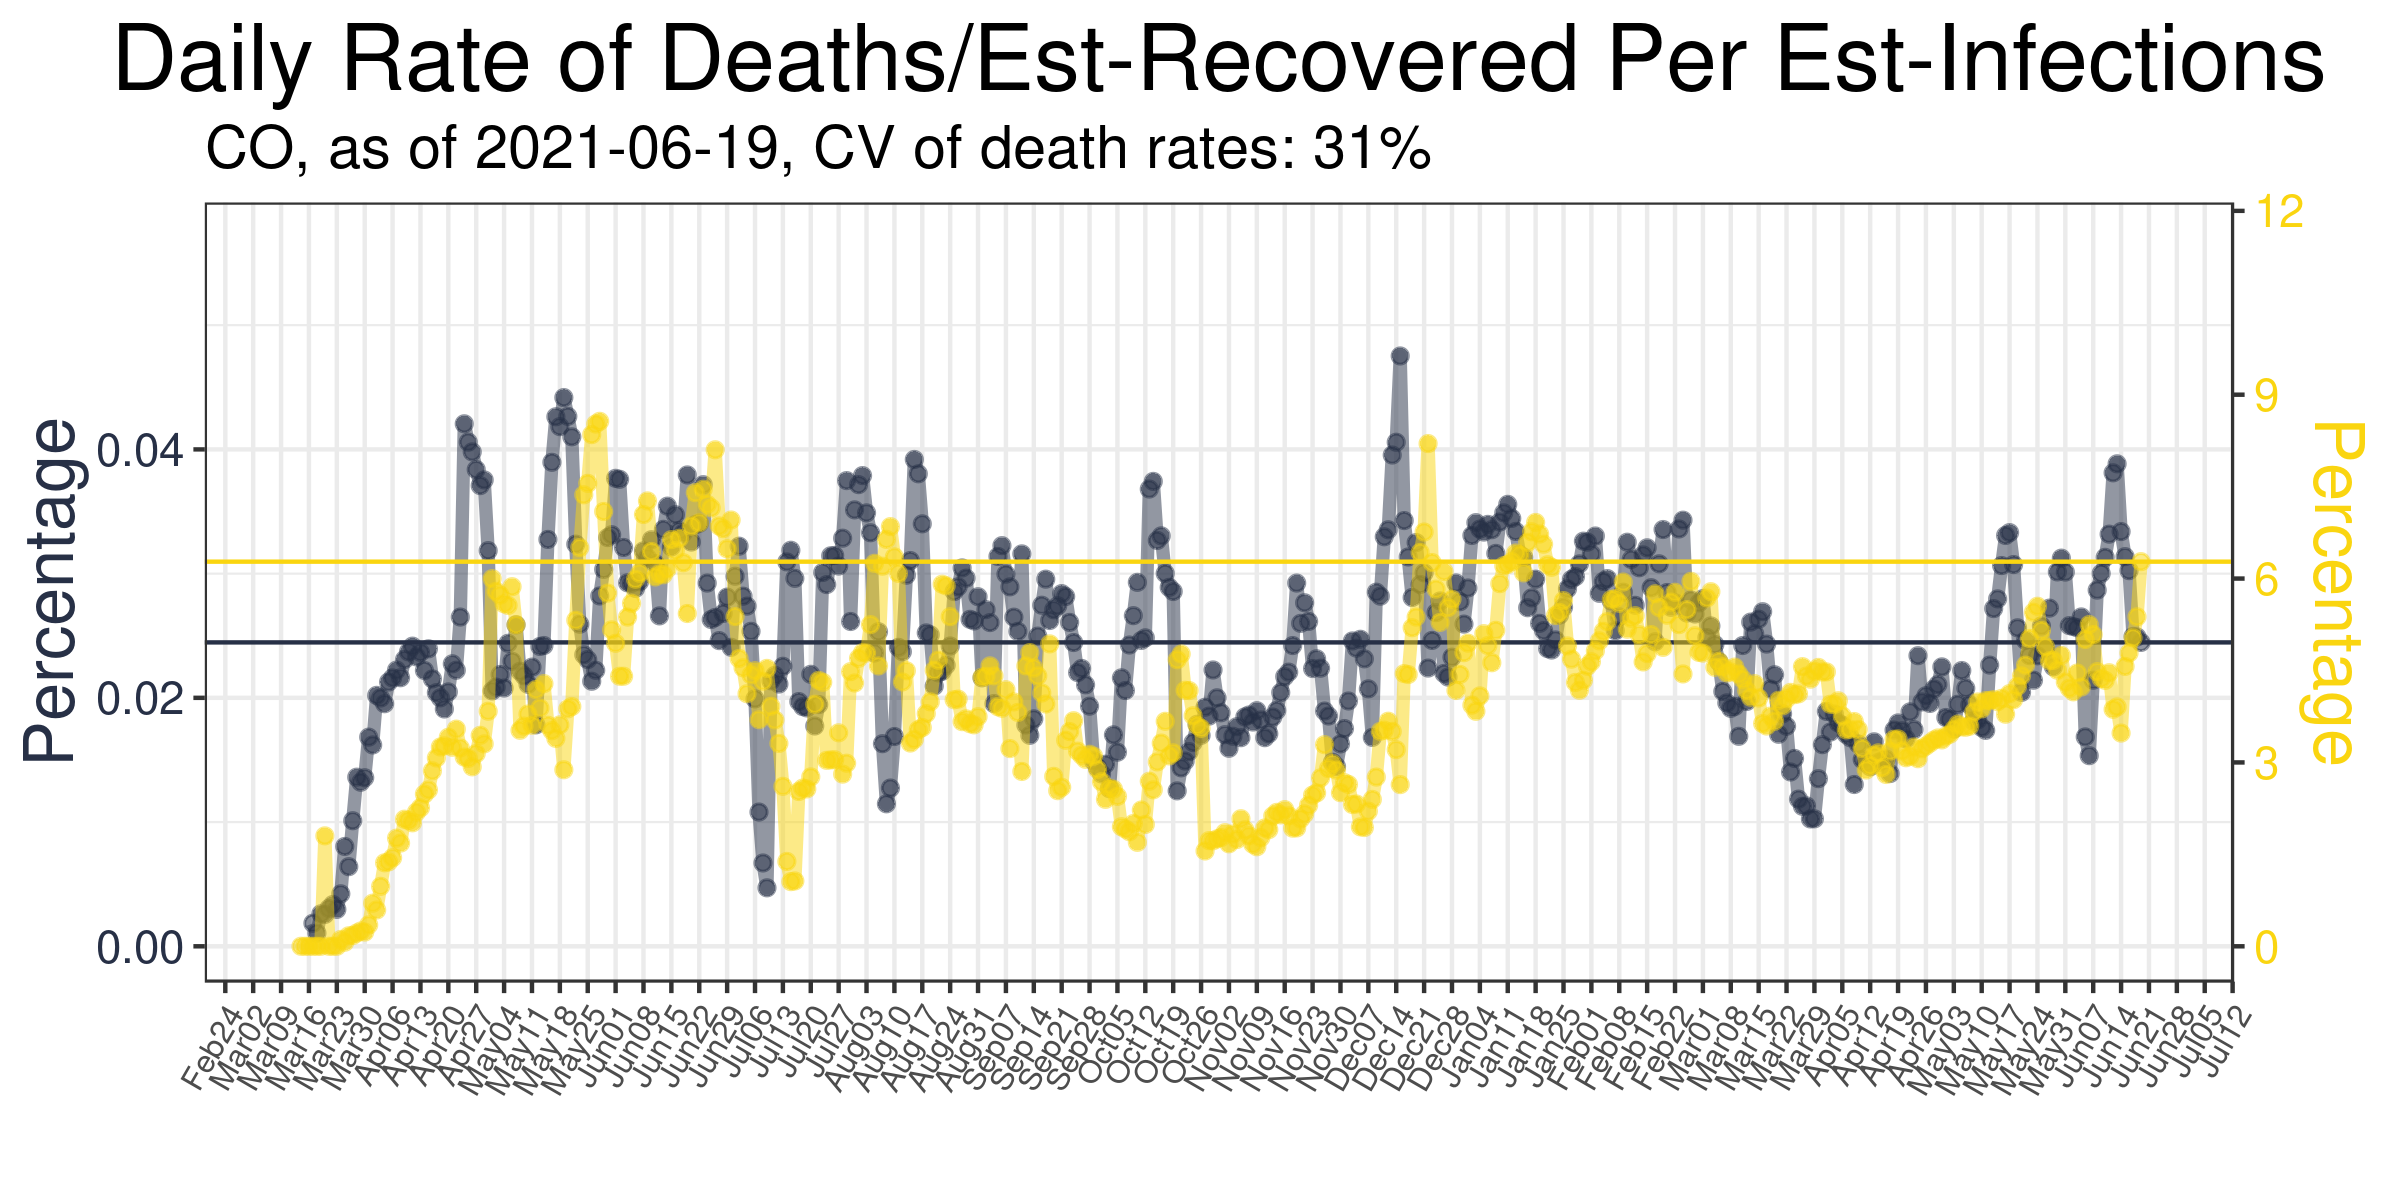 Daily Rate of Deaths/Est-Recovered Per Est-Infections
CO, as of 2021-06-19, CV of death rates: 31%
Percentage
0.04
0.02
0.00
12
9
6
3
0
Percentage
Feb24
Mar02
Mar09
Mar16
Mar23
Mar30
Apr06
Apr13
Apr20
Apr27
May04
May11
May18
May25
Jun01
Jun08
Jun15
Jun22
Jun29
Jul06
Jul13
Jul20
Jul27
Aug03
Aug10
Aug17
Aug24
Aug31
Sep07
Sep14
Sep21
Sep28
Oct05
Oct12
Oct19
Oct26
Nov02
Nov09
Nov16
Nov23
Nov30
Dec07
Dec14
Dec21
Dec28
Jan04
Jan11
Jan18
Jan25
Feb01
Feb08
Feb15
Feb22
Mar01
Mar08
Mar15
Mar22
Mar29
Apr05
Apr12
Apr19
Apr26
May03
May10
May17
May24
May31
Jun07
Jun14
Jun21
Jun28
Jul05
Jul12